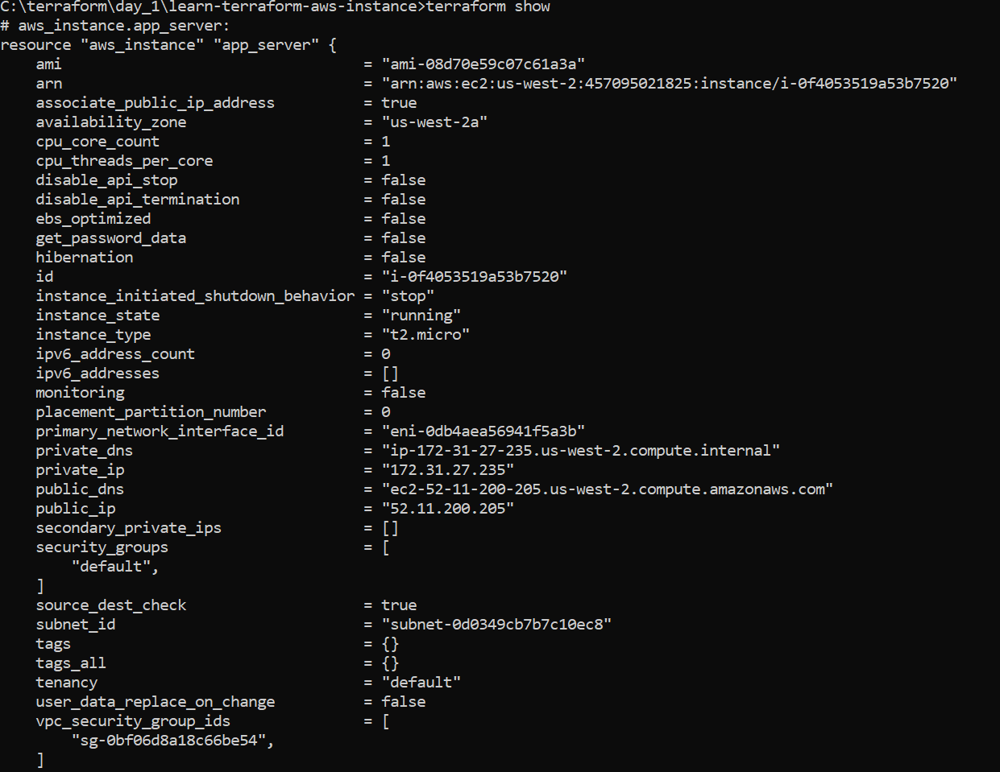 C:\terraform\day_1\learn-terraform-aws-instance>terraform show
# aws_instance.app_server:
resource "aws_instance" "app_server" {
    ami                                  = "ami-08d70e59c07c61a3a"
    arn                                  = "arn:aws:ec2:us-west-2:457095021825:instance/i-0f4053519a53b7520"
    associate_public_ip_address          = true
    availability_zone                    = "us-west-2a"
    cpu_core_count                       = 1
    cpu_threads_per_core                 = 1
    disable_api_stop                     = false
    disable_api_termination              = false
    ebs_optimized                        = false
    get_password_data                    = false
    hibernation                          = false
    id                                   = "i-0f4053519a53b7520"
    instance_initiated_shutdown_behavior = "stop"
    instance_state                       = "running"
    instance_type                        = "t2.micro"
    ipv6_address_count                   = 0
    ipv6_addresses                       = []
    monitoring                           = false
    placement_partition_number           = 0
    primary_network_interface_id         = "eni-0db4aea56941f5a3b"
    private_dns                          = "ip-172-31-27-235.us-west-2.compute.internal"
    private_ip                           = "172.31.27.235"
    public_dns                           = "ec2-52-11-200-205.us-west-2.compute.amazonaws.com"
    public_ip                            = "52.11.200.205"
    secondary_private_ips                = []
    security_groups                      = [
        "default",
    ]
    source_dest_check                    = true
    subnet_id                            = "subnet-0d0349cb7b7c10ec8"
    tags                                 = {}
    tags_all                             = {}
    tenancy                              = "default"
    user_data_replace_on_change          = false
    vpc_security_group_ids               = [
        "sg-0bf06d8a18c66be54",
    ]